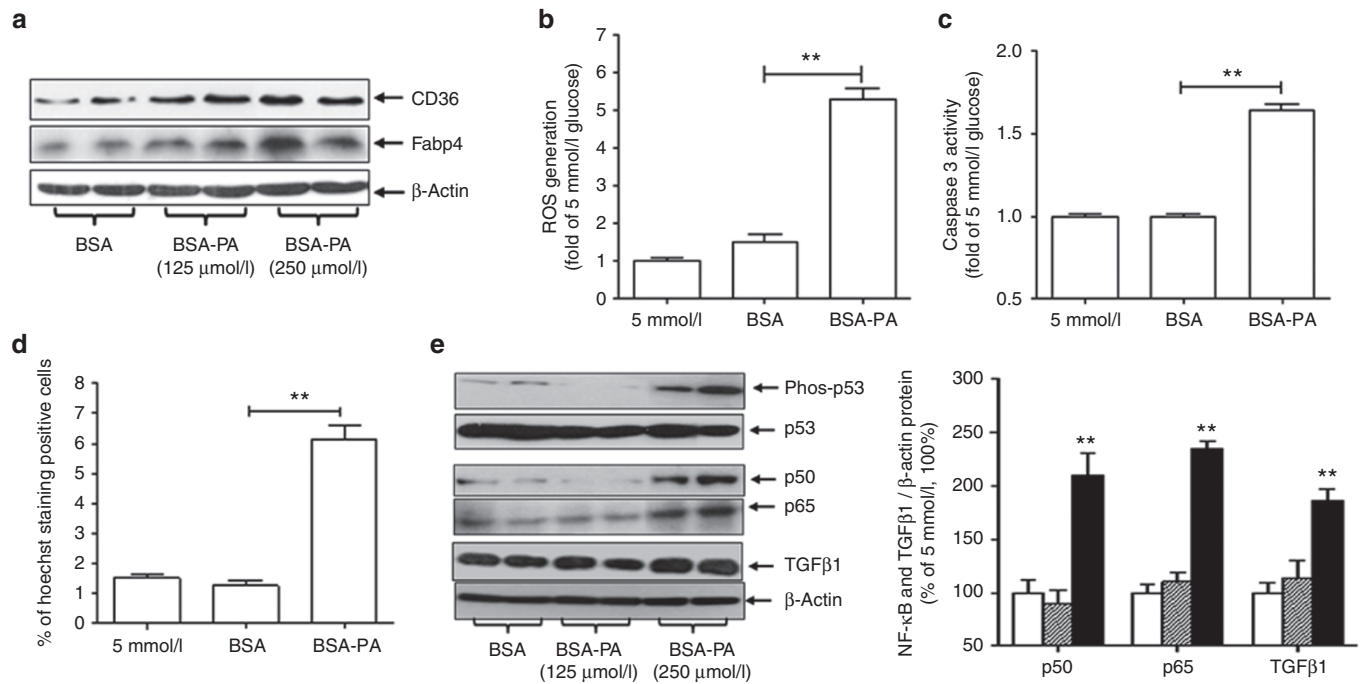 a
CD36
Fabp4
β-Actin
BSA
BSA-PA
(125 μmol/l)
BSA-PA
(250 μmol/l)
b
ROS generation
(fold of 5 mmol/l glucose)
7
6
5
4
3
2
1
0
**
5 mmol/l
BSA
BSA-PA
c
Caspase 3 activity
(fold of 5 mmol/l glucose)
2.0
1.5
1.0
0.5
**
5 mmol/l
BSA
BSA-PA
d
% of hoechst staining positive cells
8
7
6
5
4
3
2
1
0
**
5 mmol/l
BSA
BSA-PA
e
Phos-p53
p53
p50
p65
TGFβ1
β-Actin
BSA
BSA-PA
(125 μmol/l)
BSA-PA
(250 μmol/l)
NF-κB and TGFβ1 / β-actin protein
(% of 5 mmol/l, 100%)
300
250
200
150
100
50
**
**
**
p50
p65
TGFβ1